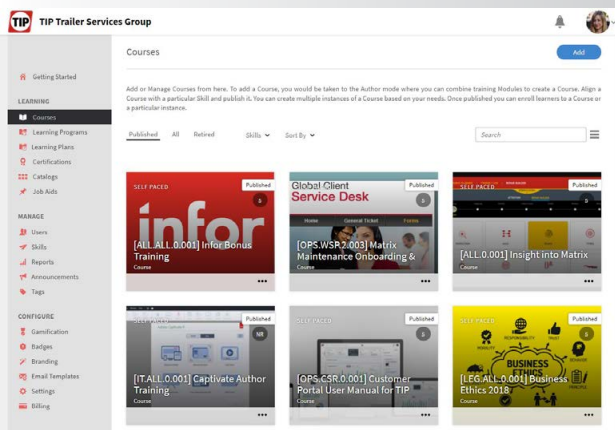 TIP TIP Trailer Services Group
Courses
Add
Getting Started
Add or Manage Courses from here. To add a Course, you would be taken to the Author mode where you can combine training Modules to create a Course. Align a
Course with a particular Skill and publish it. You can create multiple instances of a Course based on your needs. Once published you can enroll learners to a Course or
a particular instance.
LEARNING
Courses
Learning Programs
Learning Plans
Certifications
Catalogs
Job Aids
MANAGE
Users
Skills
Reports
Announcements
Tags
CONFIGURE
Gamification
Badges
Branding
Email Templates
Settings
Billing
Published All Retired Skills Sort By
Search
SELF PACED
Published
infor
[ALL.ALL.0.001] Infor Bonus
Training
Course
Global Client
Service Desk
Published
Home General Ticket
[OPS.WSR.2.003] Matrix
Maintenance Onboarding &
Course
SELF PACED
Published
[ALL.0.001] Insight into Matrix
Course
SELF PACED
Published
[IT.ALL.0.001] Captivate Author
Training
Course
SELF PACED
Published
[OPS.CSR.0.001] Customer
Portal User Manual for TIP
Course
SELF PACED
Published
RESPONSIBILITY
TRUST
BUSINESS
ETHICS
[LEG.ALL.0.001] Business
Ethics 2018
Course